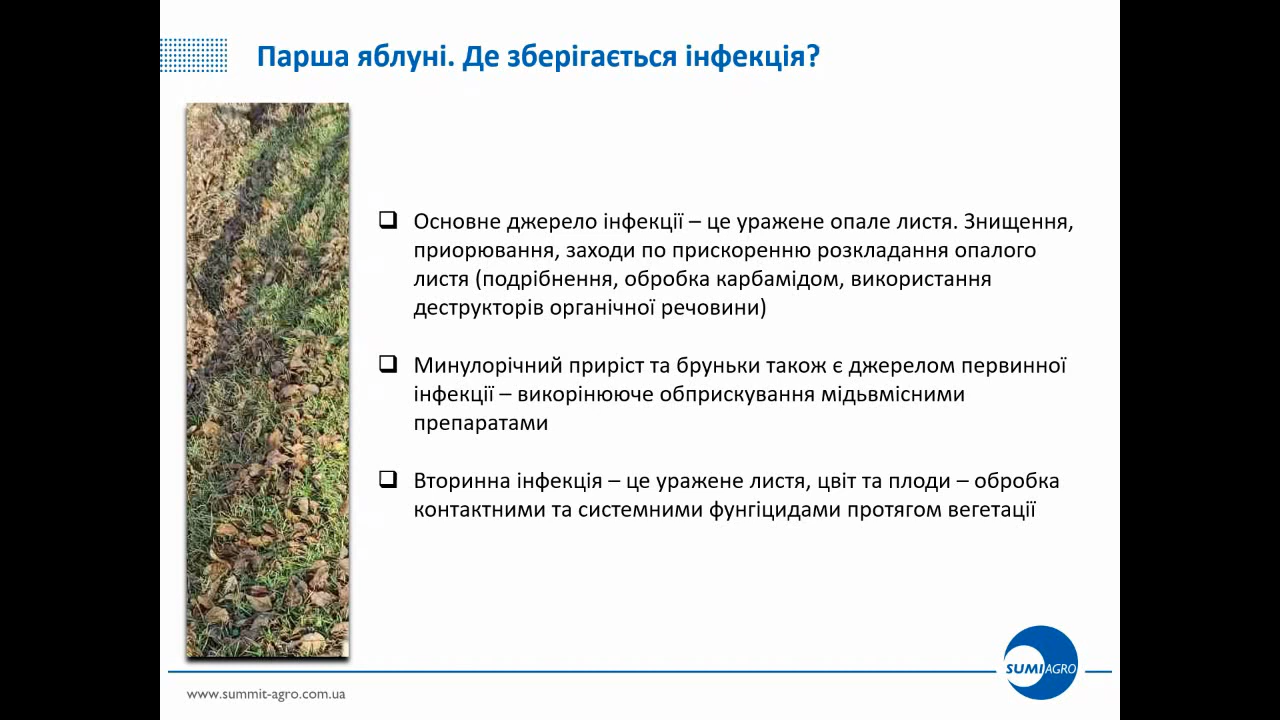 Парша яблуні. Де зберігається інфекція?
Основне джерело інфекції – це уражене опале листя. Знищення,
приорювання, заходи по прискоренню розкладання опалого
листя (подрібнення, обробка карбамідом, використання
деструкторів органічної речовини)
Минулорічний приріст та бруньки також є джерелом первинної
інфекції – викорінююче обприскування мідьвмісними
препаратами
Вторинна інфекція – це уражене листя, цвіт та плоди – обробка
контактними та системними фунгіцидами протягом вегетації
SUMIAGRO
www.summit-agro.com.ua